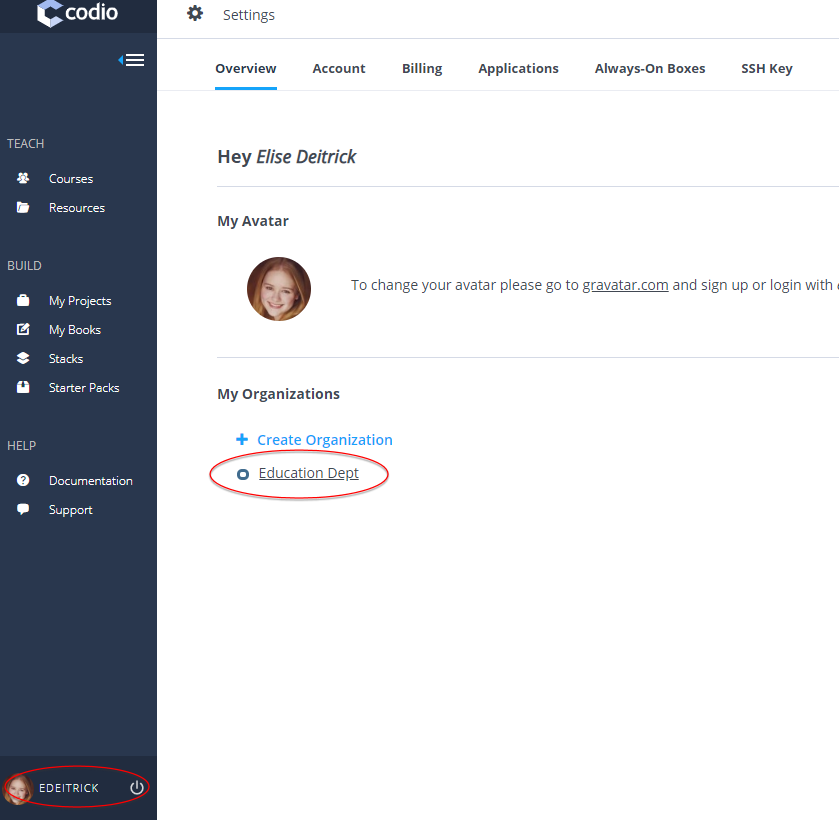 codio
Settings
Overview Account Billing Applications Always-On Boxes SSH Key
TEACH
Courses
Resources
BUILD
My Projects
My Books
Stacks
Starter Packs
HELP
Documentation
Support
EDEITRICK
Hey Elise Deitrick
My Avatar
To change your avatar please go to gravatar.com and sign up or login with
My Organizations
Create Organization
Education Dept